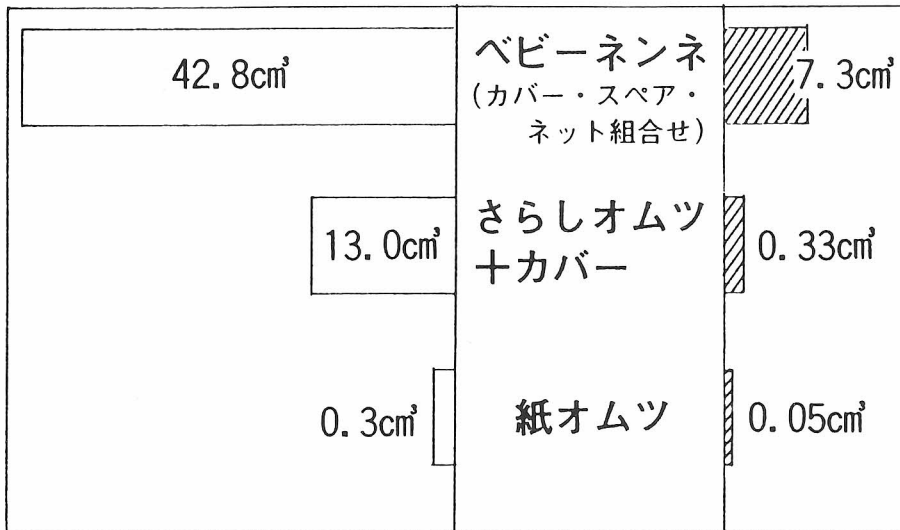 42.8cm³
ベビーネンネ
(カバー・スペア・
ネット組合せ)
7.3cm³
13.0cm³
さらしオムツ
+カバー
0.33cm³
0.3cm³
紙オムツ
0.05cm³